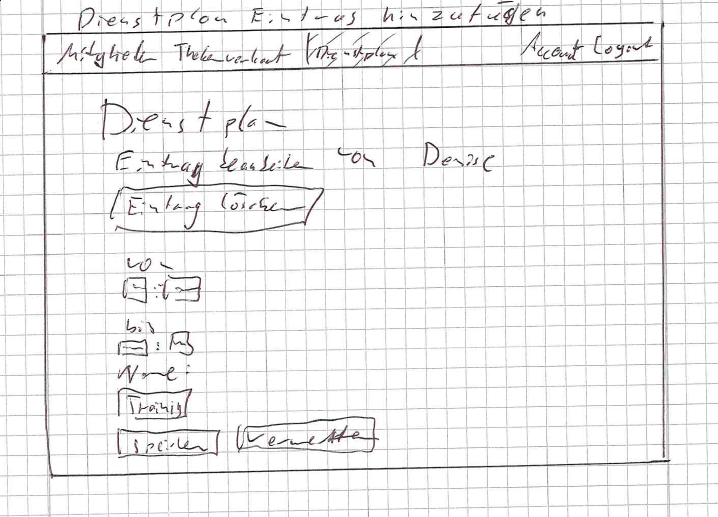 Dienstplan Eintrag hinzufügen
Mitglieder Thekenverkauf Dienstplan Account Logout
Dienstplan
Eintrag bearbeiten von Denise
Eintrag löschen
von
:
bis
:
Name:
Training
Speichern Verwerfen